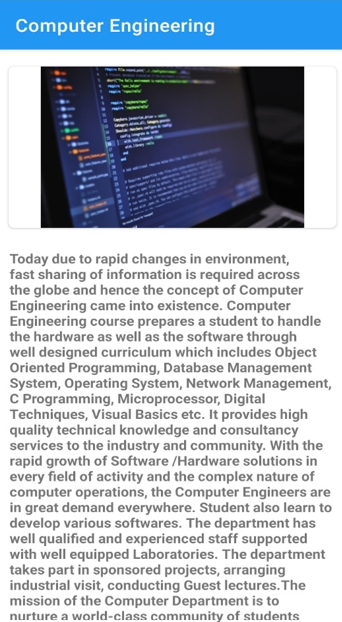 Computer Engineering
Today due to rapid changes in environment,
fast sharing of information is required across
the globe and hence the concept of Computer
Engineering came into existence. Computer
Engineering course prepares a student to handle
the hardware as well as the software through
well designed curriculum which includes Object
Oriented Programming, Database Management
System, Operating System, Network Management,
C Programming, Microprocessor, Digital
Techniques, Visual Basics etc. It provides high
quality technical knowledge and consultancy
services to the industry and community. With the
rapid growth of Software /Hardware solutions in
every field of activity and the complex nature of
computer operations, the Computer Engineers are
in great demand everywhere. Student also learn to
develop various softwares. The department has
well qualified and experienced staff supported
with well equipped Laboratories. The department
takes part in sponsored projects, arranging
industrial visit, conducting Guest lectures.The
mission of the Computer Department is to
nurture a world-class community of students